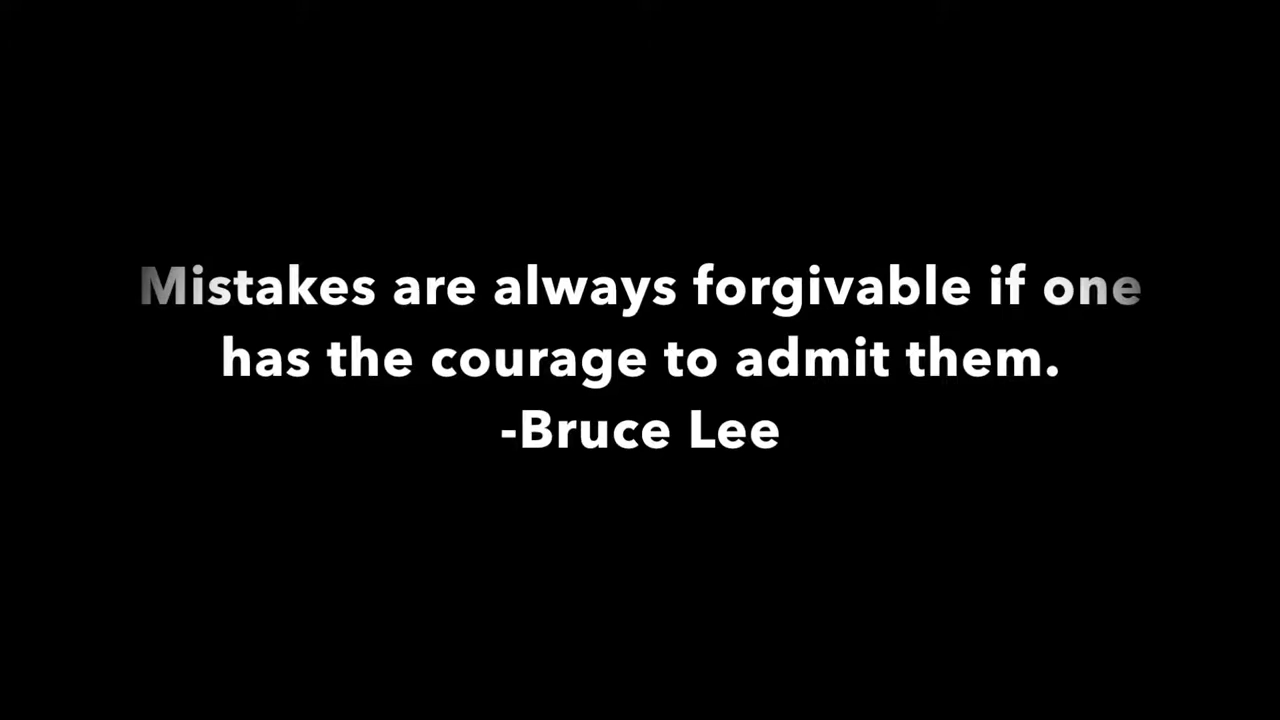 Mistakes are always forgivable if one
has the courage to admit them.
-Bruce Lee